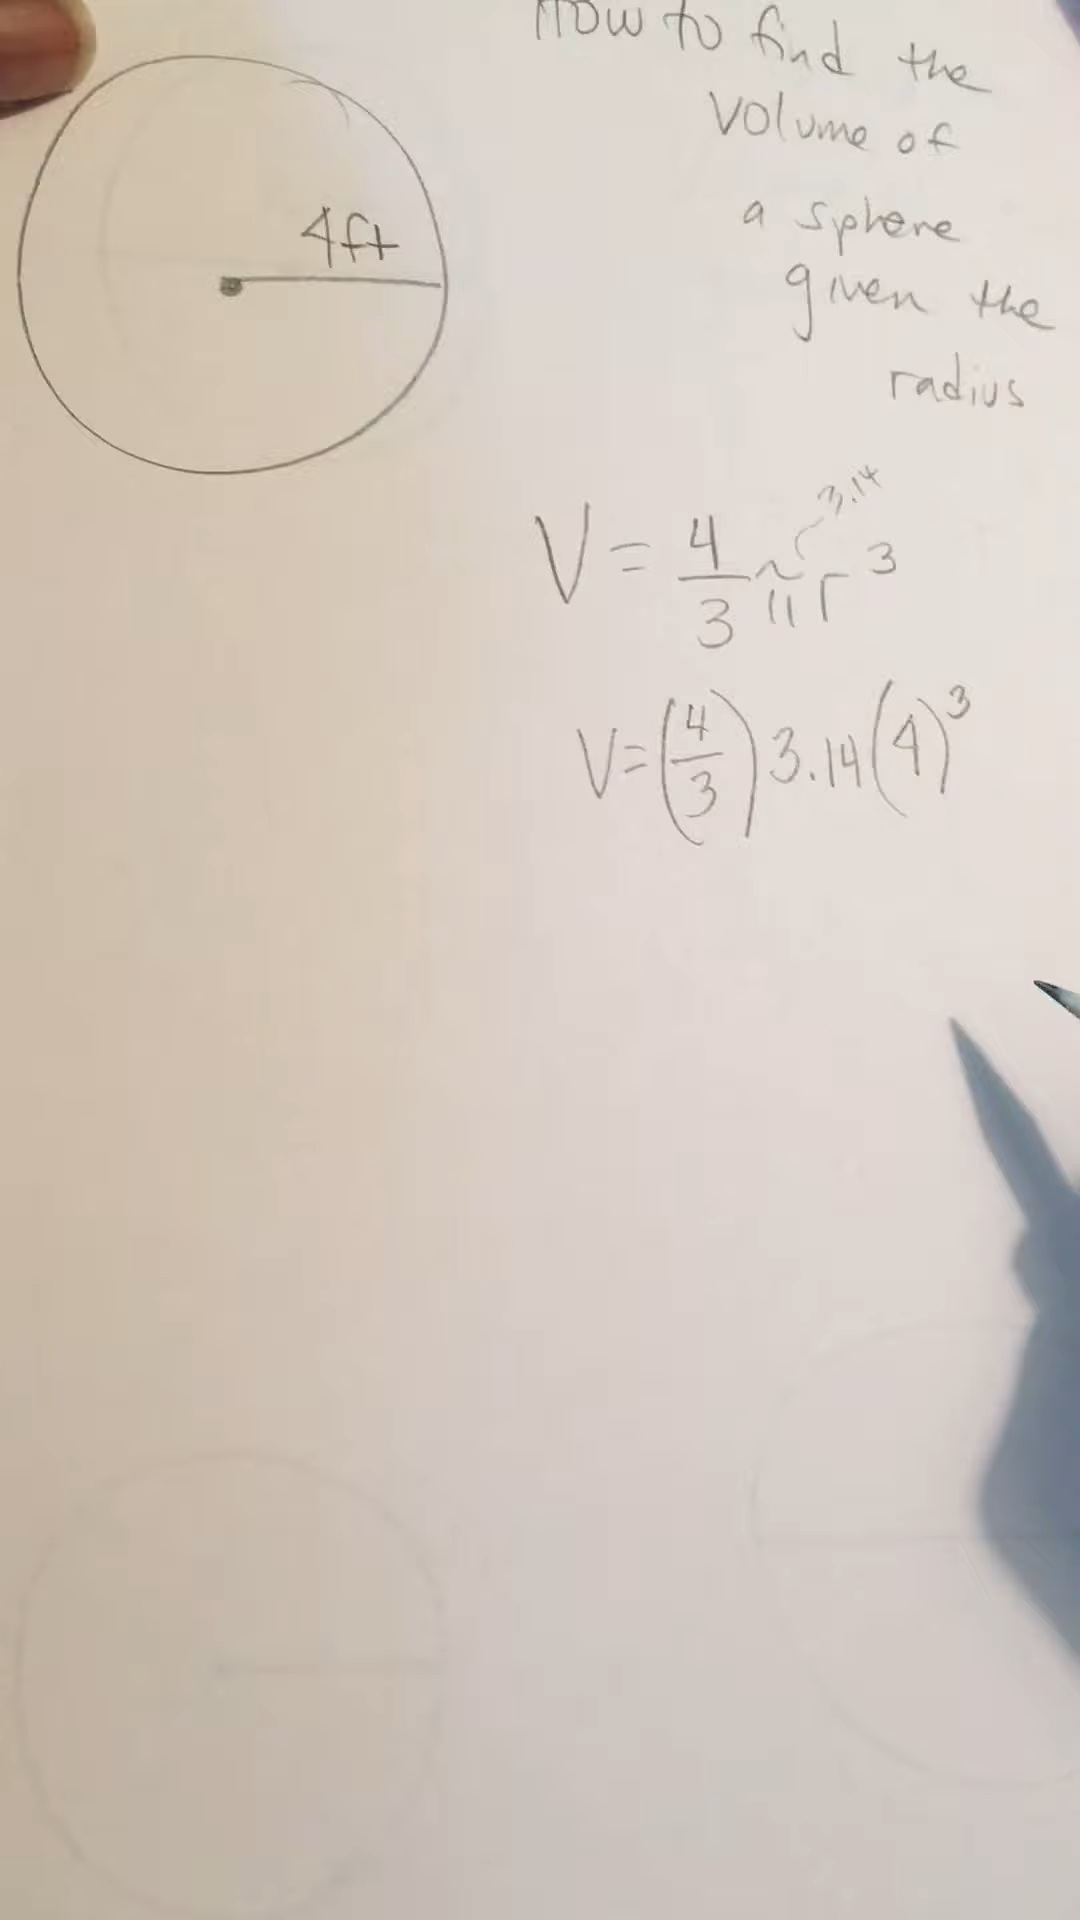 How to find the
volume of
a sphere
given the
radius
4ft
3.14
V = 4/3 π r³
V = (4/3) 3.14 (4)³